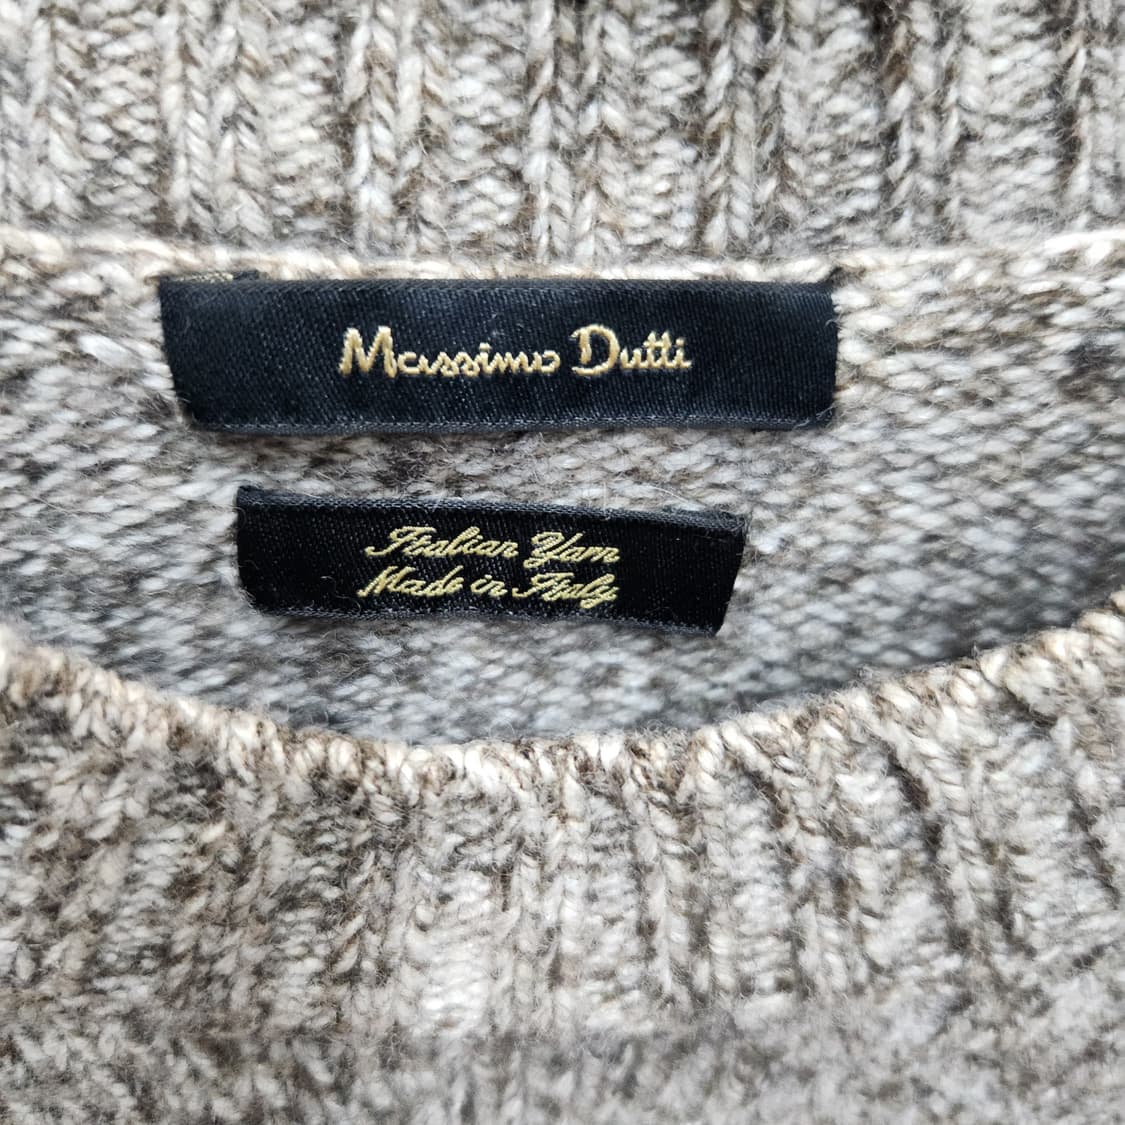 Massimo Dutti
Italian Yarn
Made in Italy